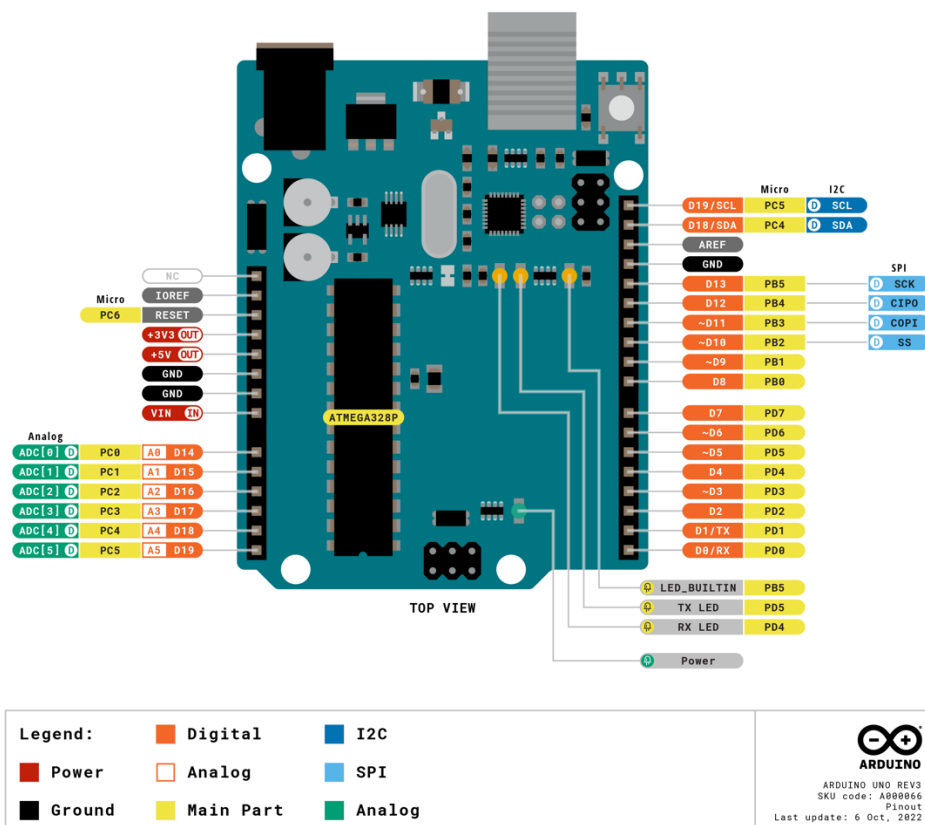 Micro I2C
D19/SCL PC5 D SCL
D18/SDA PC4 D SDA
AREF
GND
SPI
D13 PB5 D SCK
D12 PB4 D CIPO
~D11 PB3 D COPI
~D10 PB2 D SS
~D9 PB1
D8 PB0
D7 PD7
~D6 PD6
~D5 PD5
D4 PD4
~D3 PD3
D2 PD2
D1/TX PD1
D0/RX PD0
NC
IOREF
Micro
PC6 RESET
+3V3 OUT
+5V OUT
GND
GND
VIN IN
ATMEGA328P
Analog
ADC[0] D PC0 A0 D14
ADC[1] D PC1 A1 D15
ADC[2] D PC2 A2 D16
ADC[3] D PC3 A3 D17
ADC[4] D PC4 A4 D18
ADC[5] D PC5 A5 D19
TOP VIEW
LED_BUILTIN PB5
TX LED PD5
RX LED PD4
Power
Legend:
Digital
I2C
Power
Analog
SPI
Ground
Main Part
Analog
ARDUINO
ARDUINO UNO REV3
SKU code: A000066
Pinout
Last update: 6 Oct, 2022